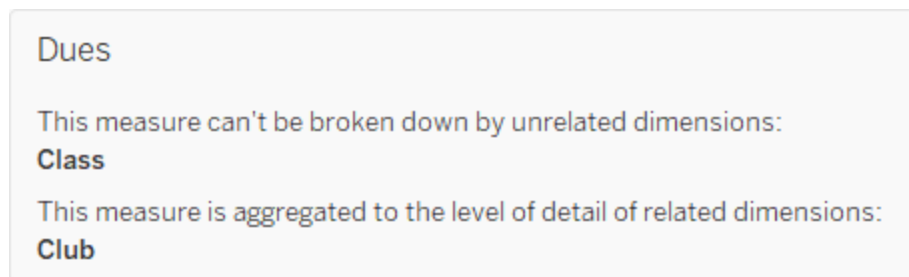 Dues
This measure can't be broken down by unrelated dimensions:
Class
This measure is aggregated to the level of detail of related dimensions:
Club